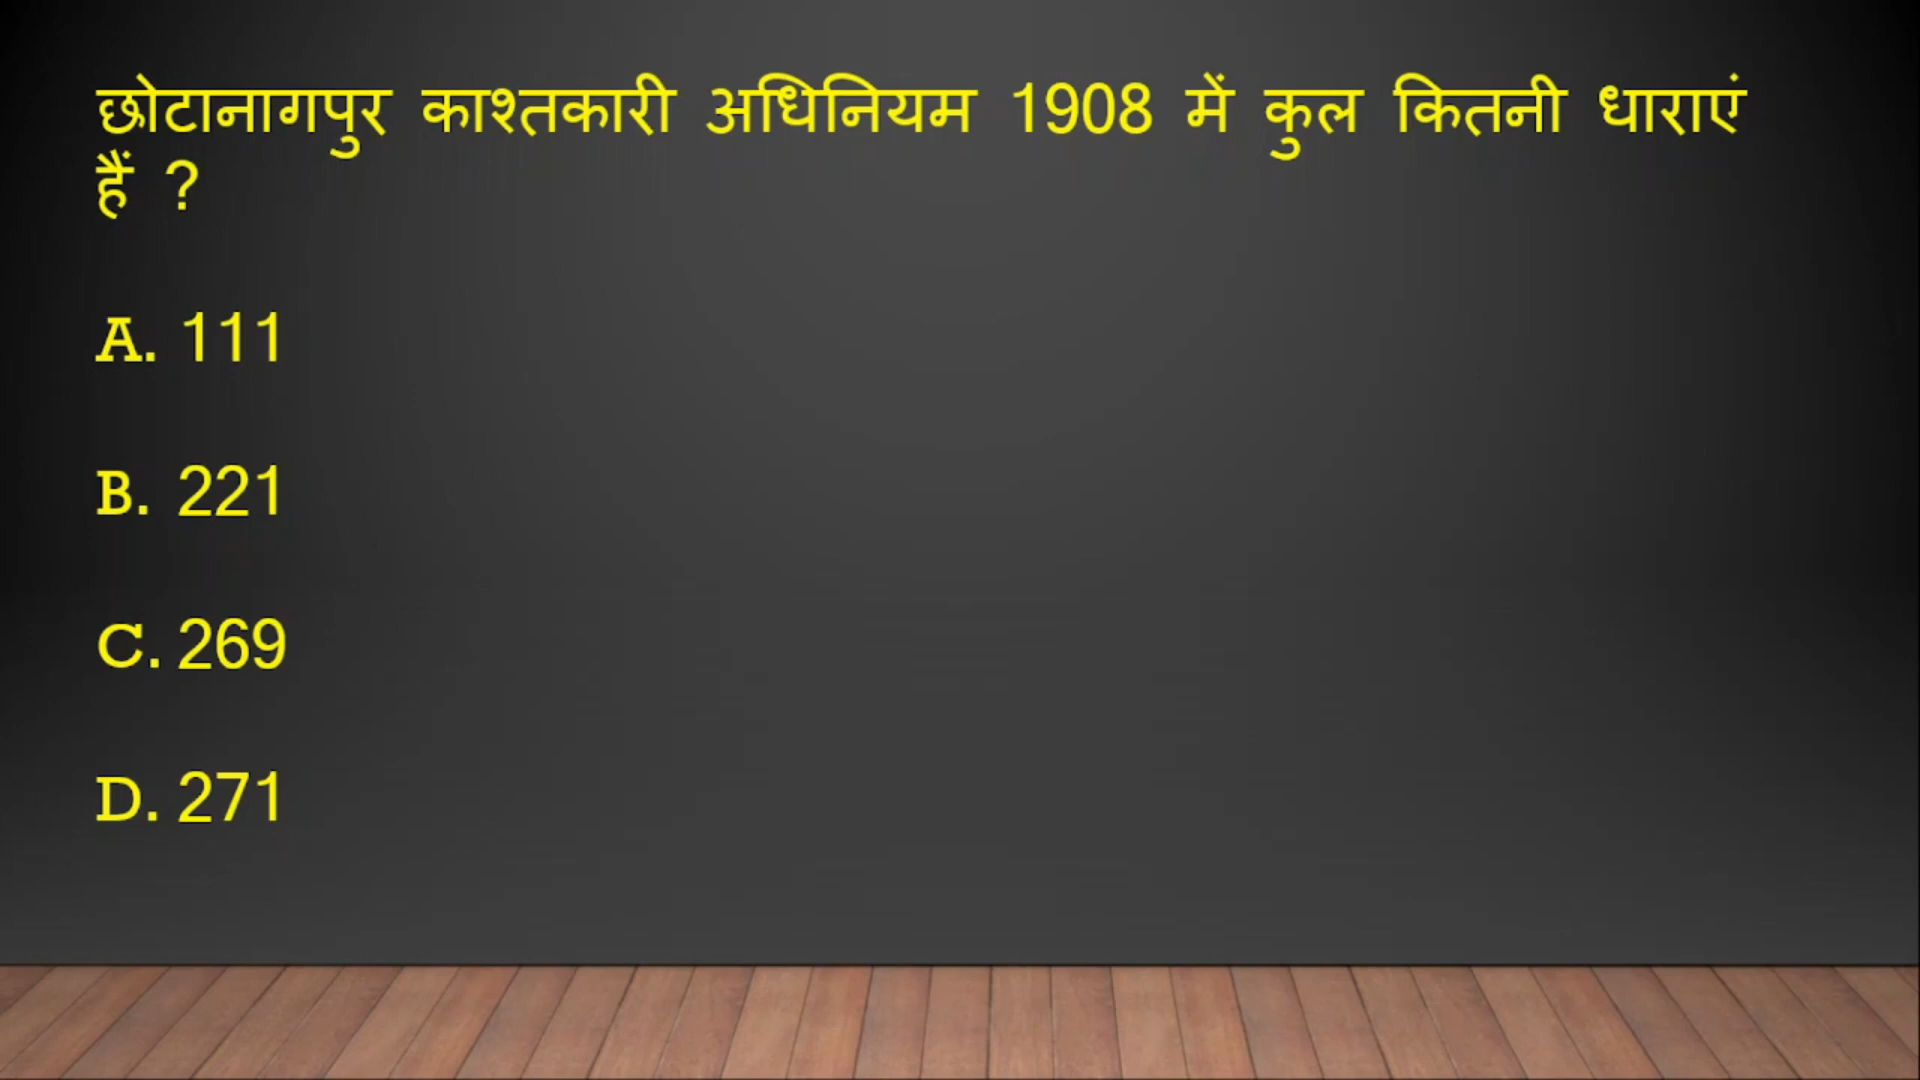 छोटानागपुर काश्तकारी अधिनियम 1908 में कुल कितनी धाराएं
हैं ?
A. 111
B. 221
C. 269
D. 271